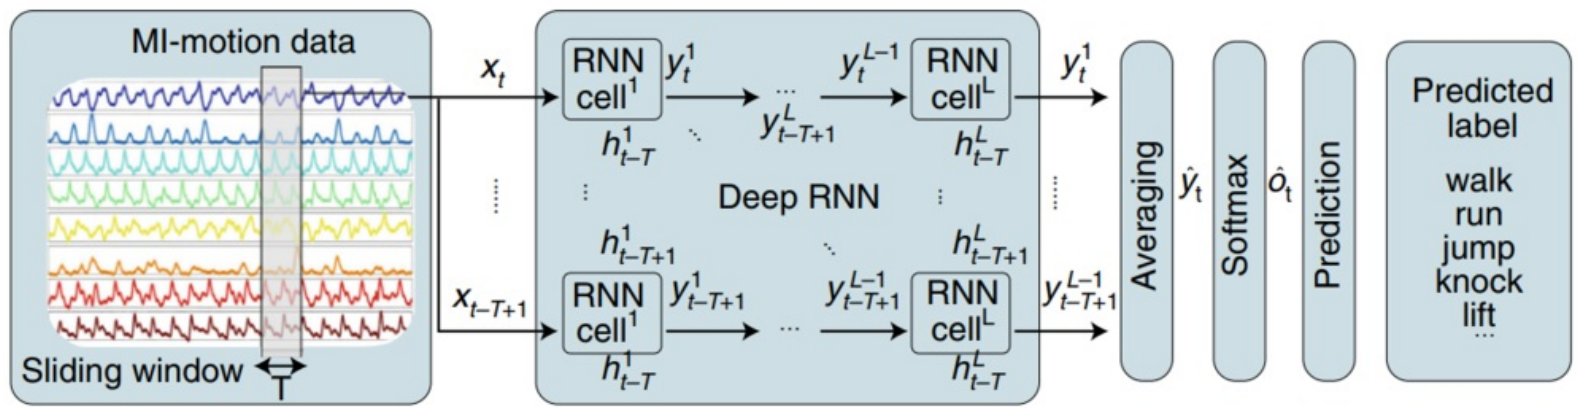 MI-motion data
Sliding window
T
x_t
x_{t–T+1}
RNN
cell^1
y_t^1
...
y_t^{L–1}
RNN
cell^L
y_t^1
y_{t–T+1}^L
h_{t–T}^1
h_{t–T}^L
Deep RNN
h_{t–T+1}^1
h_{t–T+1}^L
RNN
cell^1
y_{t–T+1}^1
...
y_{t–T+1}^{L–1}
RNN
cell^L
y_{t–T+1}^{L–1}
h_{t–T}^1
h_{t–T}^L
Averaging
ŷ_t
Softmax
ô_t
Prediction
Predicted
label
walk
run
jump
knock
lift
...